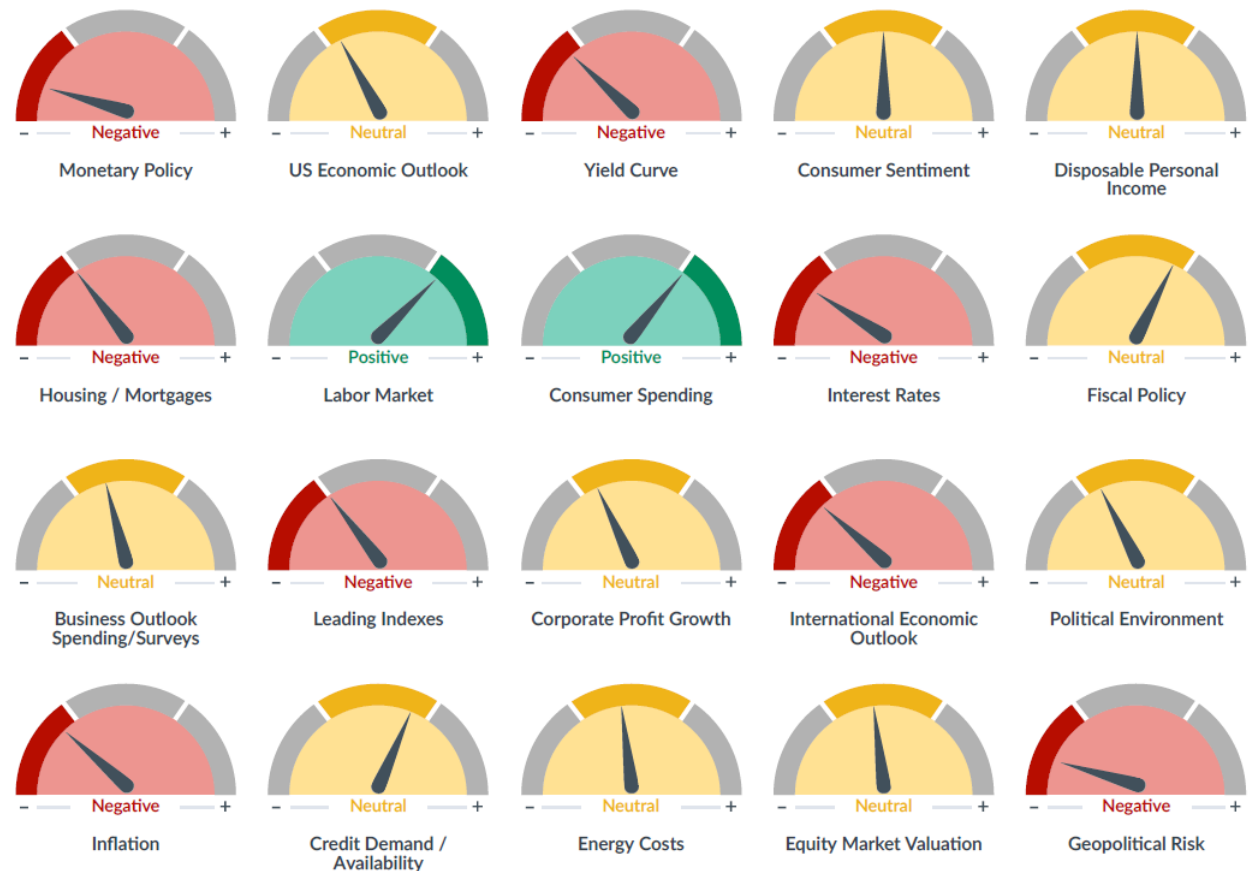 - Negative +
- Neutral +
- Negative +
- Neutral +
- Neutral +
Monetary Policy
US Economic Outlook
Yield Curve
Consumer Sentiment
Disposable Personal
Income
- Negative +
- Positive +
- Positive +
- Negative +
- Neutral +
Housing / Mortgages
Labor Market
Consumer Spending
Interest Rates
Fiscal Policy
- Neutral +
- Negative +
- Neutral +
- Negative +
- Neutral +
Business Outlook
Spending/Surveys
Leading Indexes
Corporate Profit Growth
International Economic
Outlook
Political Environment
- Negative +
- Neutral +
- Neutral +
- Neutral +
- Negative +
Inflation
Credit Demand /
Availability
Energy Costs
Equity Market Valuation
Geopolitical Risk